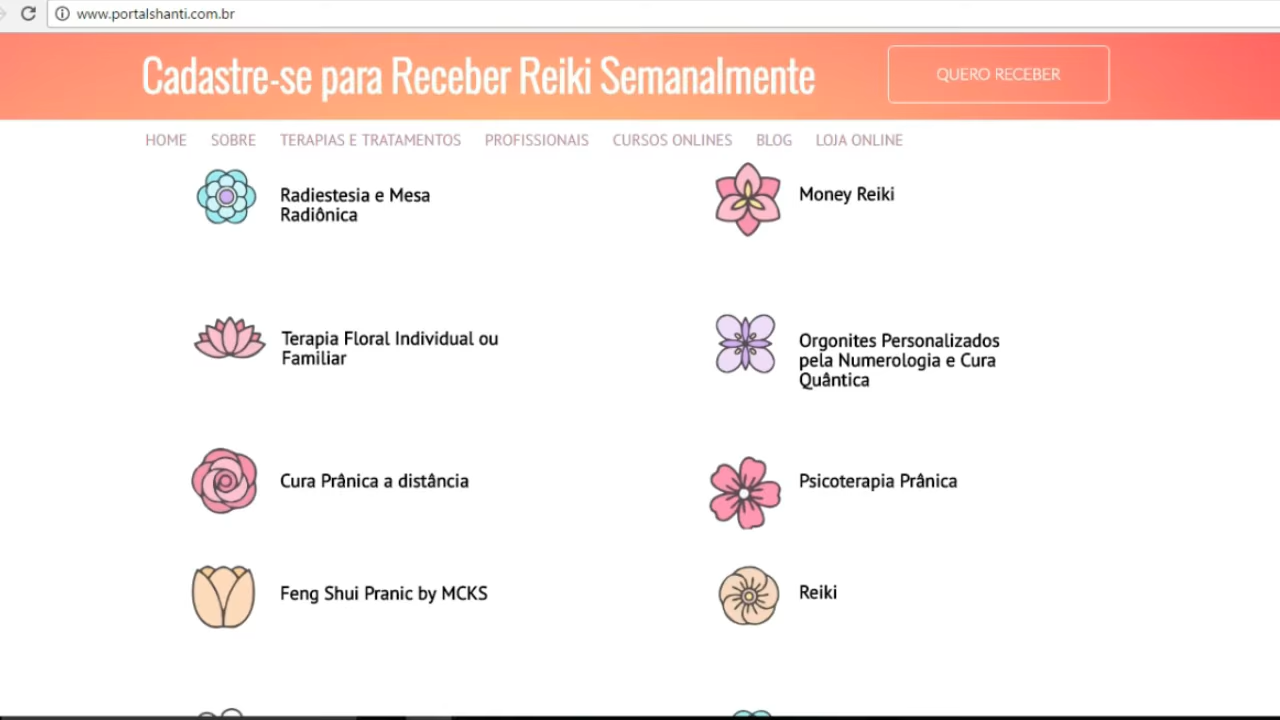 www.portalshanti.com.br
Cadastre-se para Receber Reiki Semanalmente
QUERO RECEBER
HOME SOBRE TERAPIAS E TRATAMENTOS PROFISSIONAIS CURSOS ONLINES BLOG LOJA ONLINE
Radiestesia e Mesa
Radiônica
Money Reiki
Terapia Floral Individual ou
Familiar
Orgonites Personalizados
pela Numerologia e Cura
Quântica
Cura Prânica a distância
Psicoterapia Prânica
Feng Shui Pranic by MCKS
Reiki